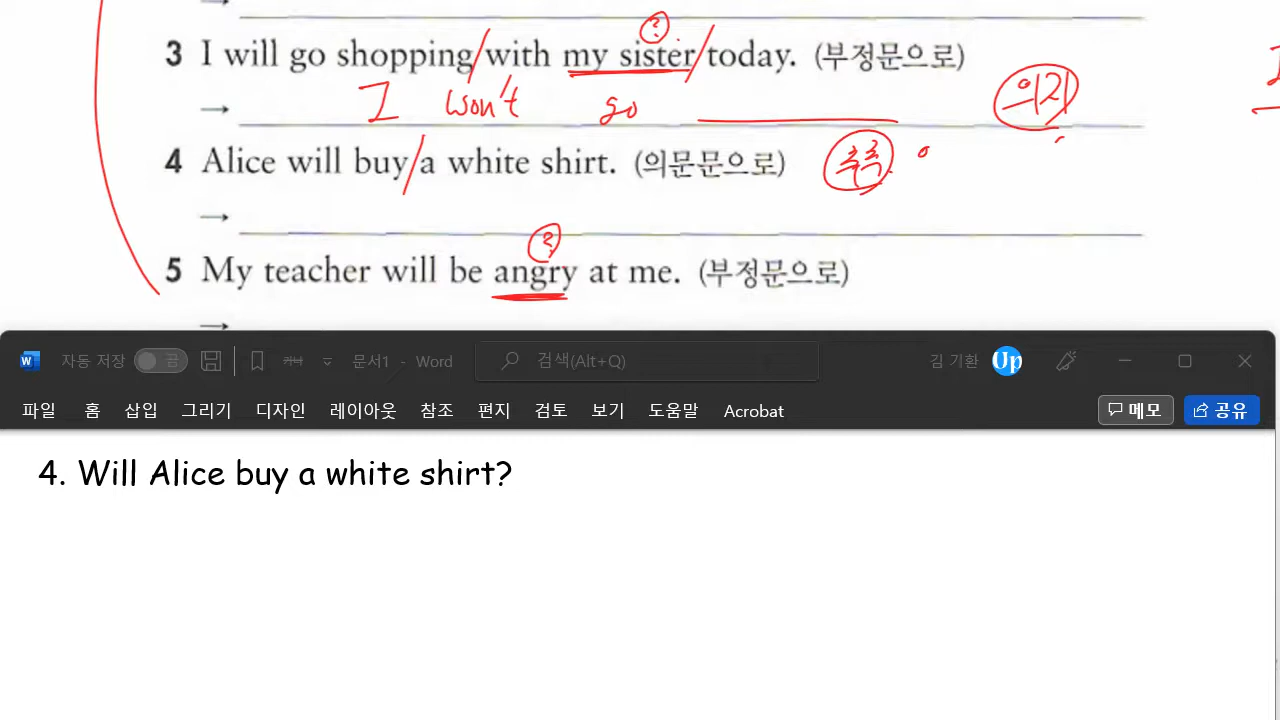 →
?
3 I will go shopping/with my sister/today. (부정문으로)
→ I won't go
의지
4 Alice will buy/a white shirt. (의문문으로)
추측
→
?
5 My teacher will be angry at me. (부정문으로)
→
자동 저장 끔 문서1 - Word 검색(Alt+Q) 김 기환 Up
파일 홈 삽입 그리기 디자인 레이아웃 참조 편지 검토 보기 도움말 Acrobat 메모 공유
4. Will Alice buy a white shirt?